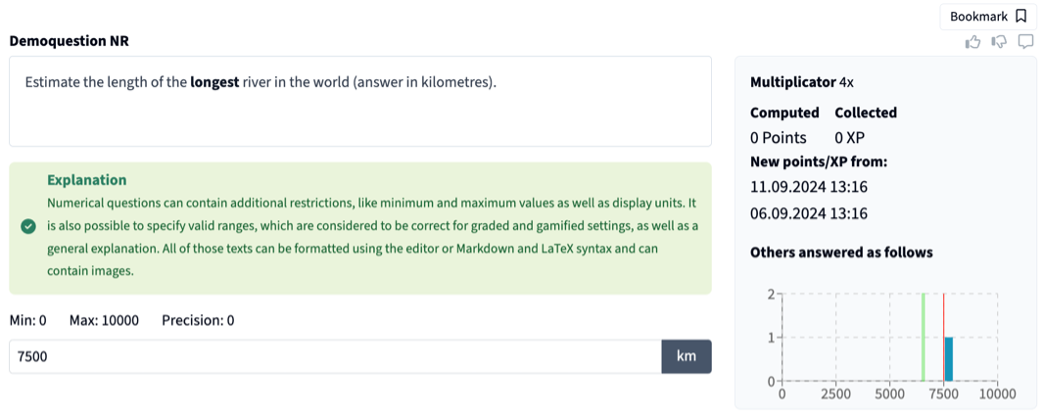 Bookmark
Demoquestion NR
Estimate the length of the longest river in the world (answer in kilometres).
Explanation
Numerical questions can contain additional restrictions, like minimum and maximum values as well as display units. It
is also possible to specify valid ranges, which are considered to be correct for graded and gamified settings, as well as a
general explanation. All of those texts can be formatted using the editor or Markdown and LaTeX syntax and can
contain images.
Min: 0 Max: 10000 Precision: 0
7500 km
Multiplicator 4x
Computed Collected
0 Points 0 XP
New points/XP from:
11.09.2024 13:16
06.09.2024 13:16
Others answered as follows
2
1
0
0 2500 5000 7500 10000